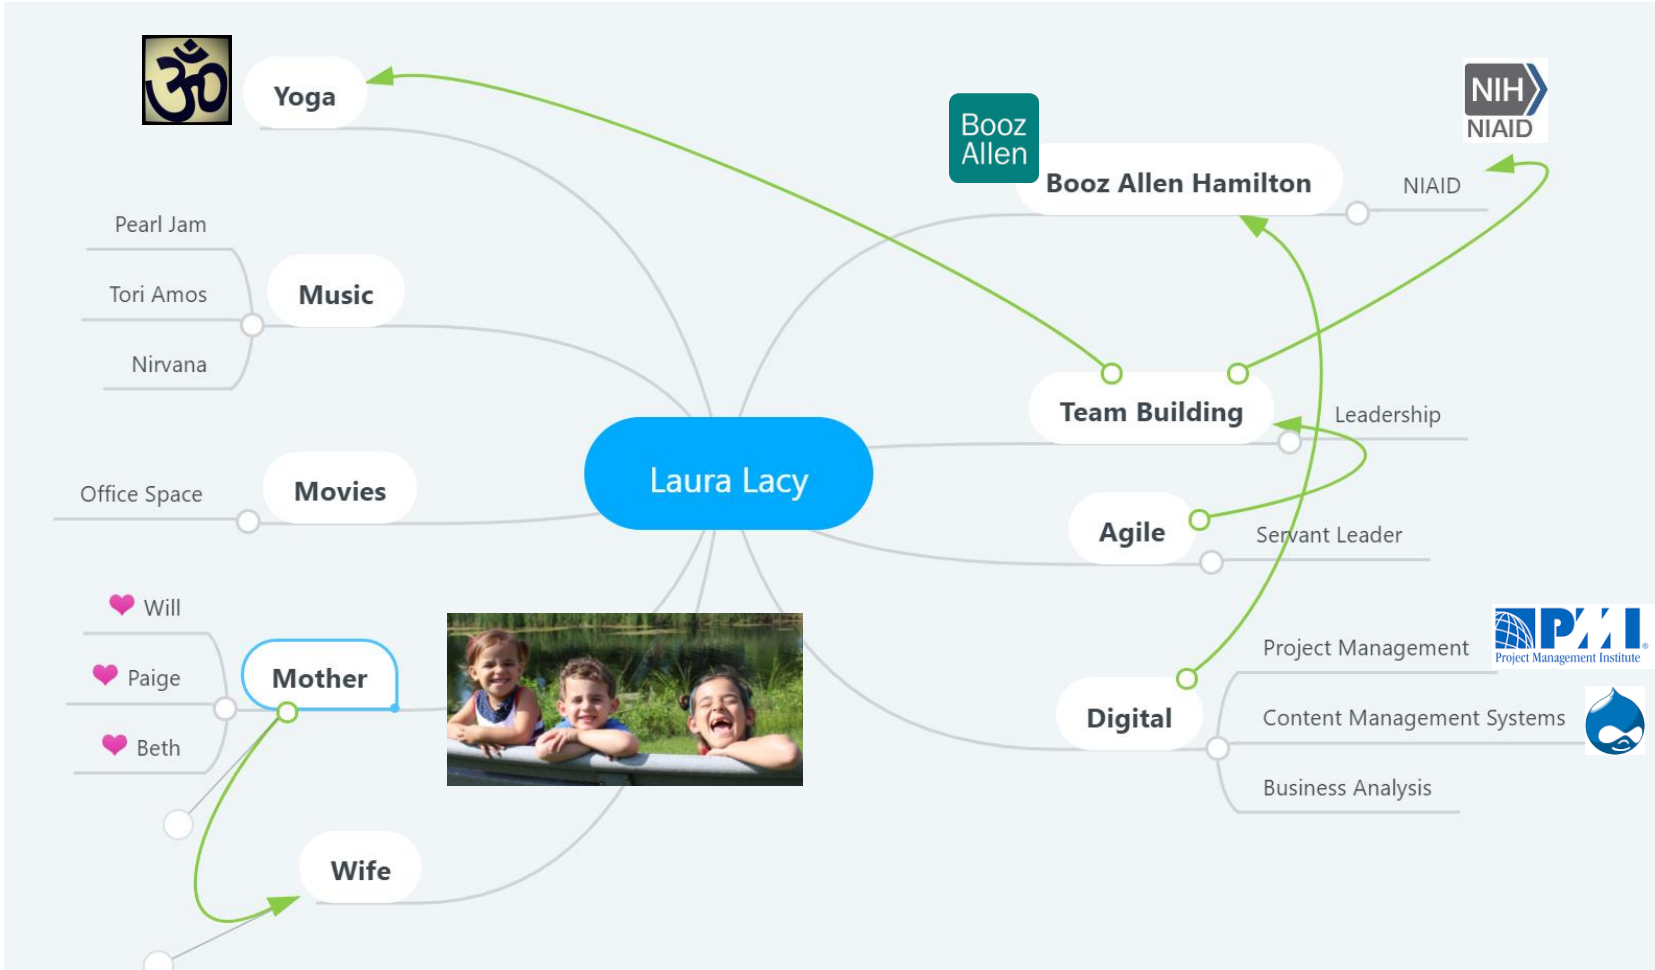 Yoga
Pearl Jam
Tori Amos
Nirvana
Music
Office Space
Movies
Will
Paige
Beth
Mother
Wife
Laura Lacy
Booz
Allen
Booz Allen Hamilton
NIAID
NIH
NIAID
Team Building
Leadership
Agile
Servant Leader
Digital
Project Management
PMI
Project Management Institute
Content Management Systems
Business Analysis